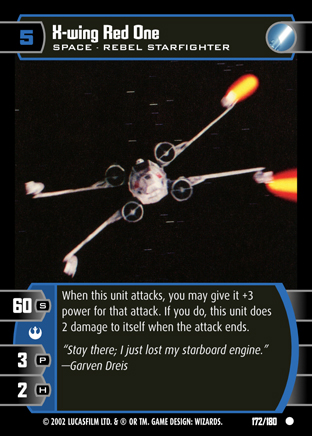 5
X-wing Red One
SPACE · REBEL STARFIGHTER
When this unit attacks, you may give it +3
power for that attack. If you do, this unit does
2 damage to itself when the attack ends.
“Stay there; I just lost my starboard engine.”
—Garven Dreis
60 S
3 P
2 H
© 2002 LUCASFILM LTD. & ® OR TM. GAME DESIGN: WIZARDS. 172/180